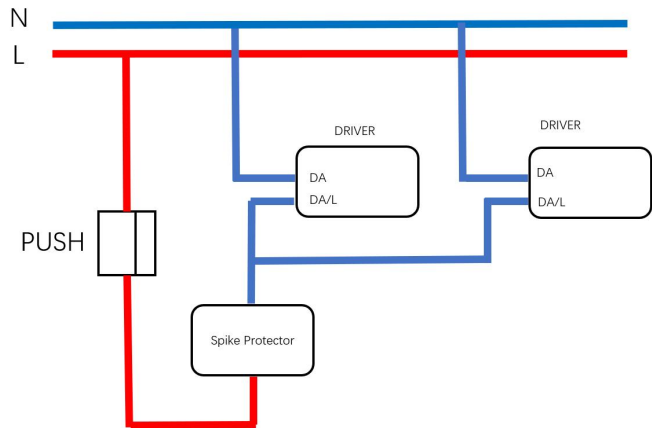 N
L
DRIVER
DRIVER
DA
DA/L
DA
DA/L
PUSH
Spike Protector